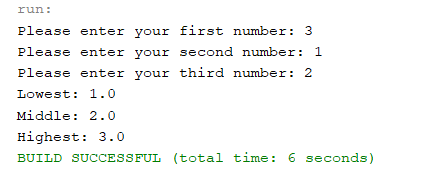 run:
Please enter your first number: 3
Please enter your second number: 1
Please enter your third number: 2
Lowest: 1.0
Middle: 2.0
Highest: 3.0
BUILD SUCCESSFUL (total time: 6 seconds)